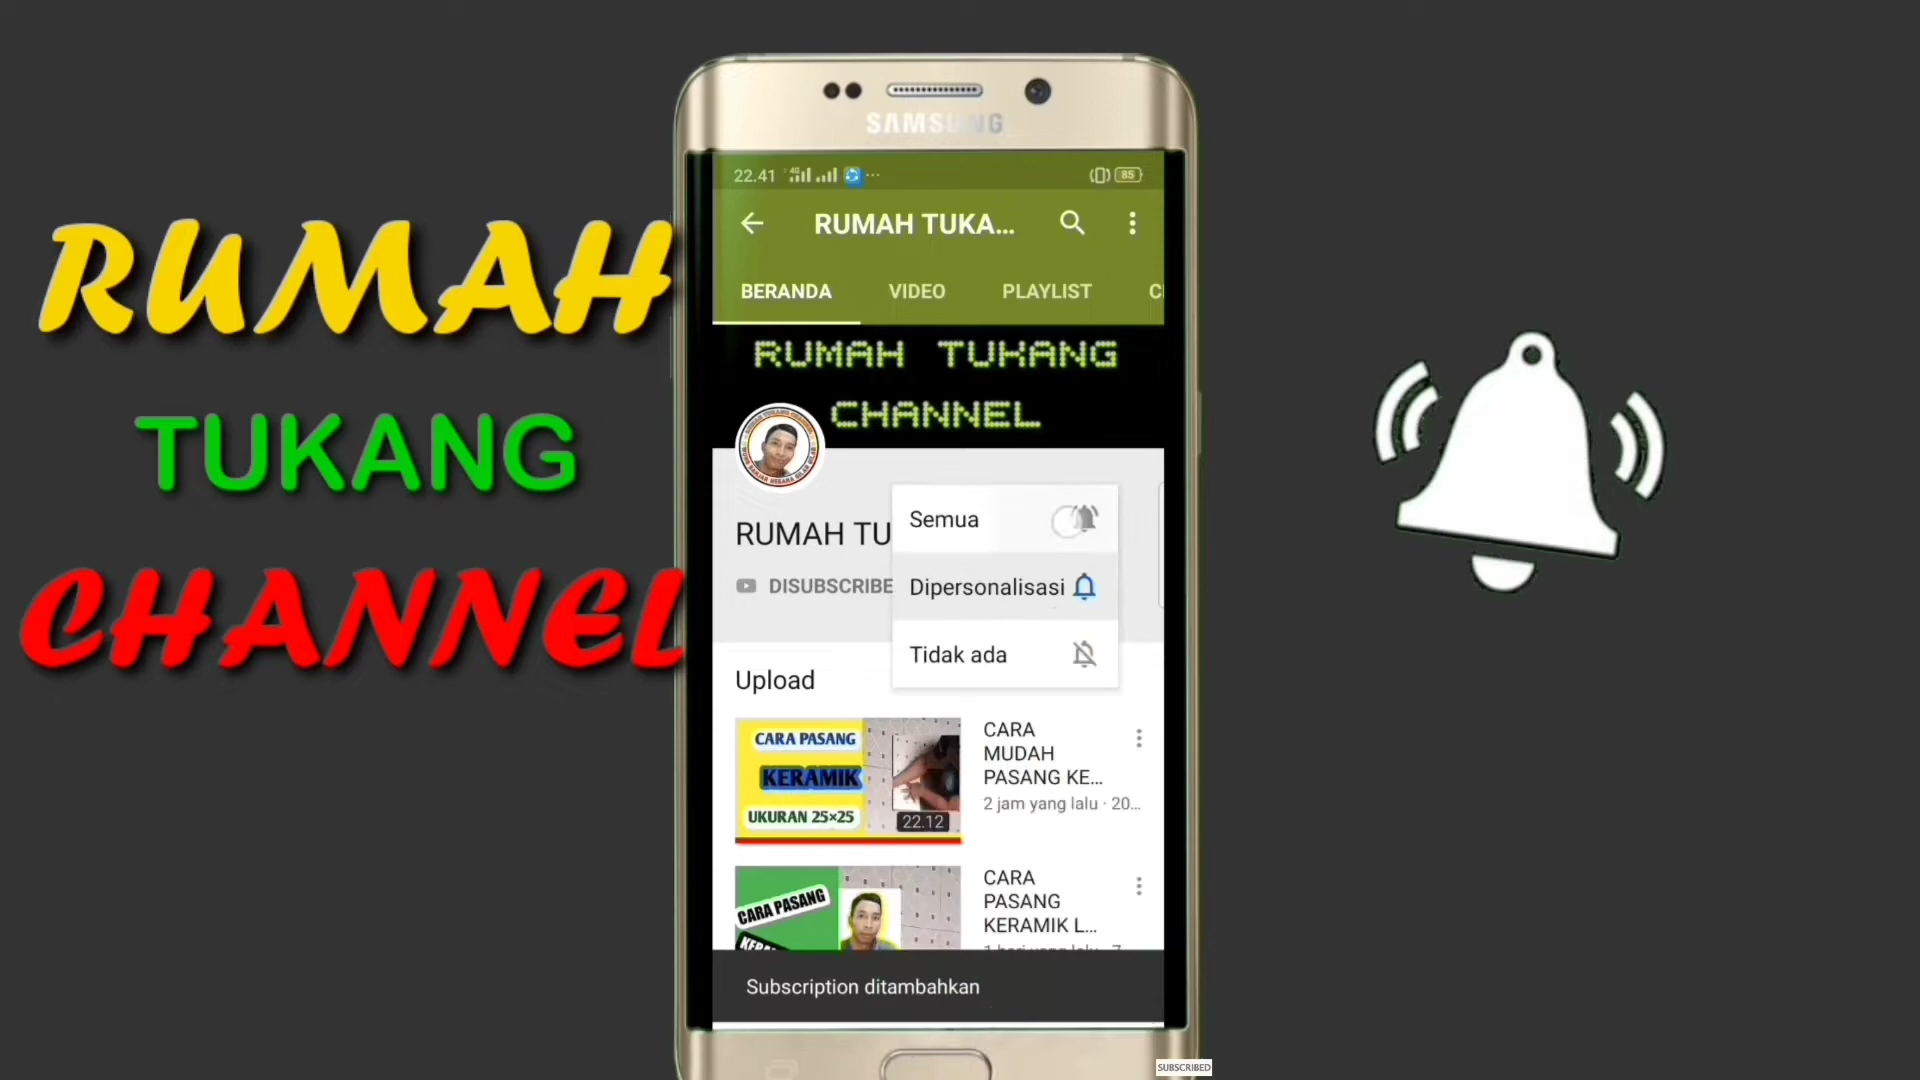 RUMAH
TUKANG
CHANNEL
SAMSUNG
22.41
4G
85
RUMAH TUKA...
BERANDA
VIDEO
PLAYLIST
RUMAH TUKANG
CHANNEL
RUMAH TU
DISUBSCRIBE
Semua
Dipersonalisasi
Tidak ada
Upload
CARA PASANG
KERAMIK
UKURAN 25×25
22.12
CARA
MUDAH
PASANG KE...
2 jam yang lalu · 20...
CARA PASANG
CARA
PASANG
KERAMIK L...
Subscription ditambahkan
SUBSCRIBED